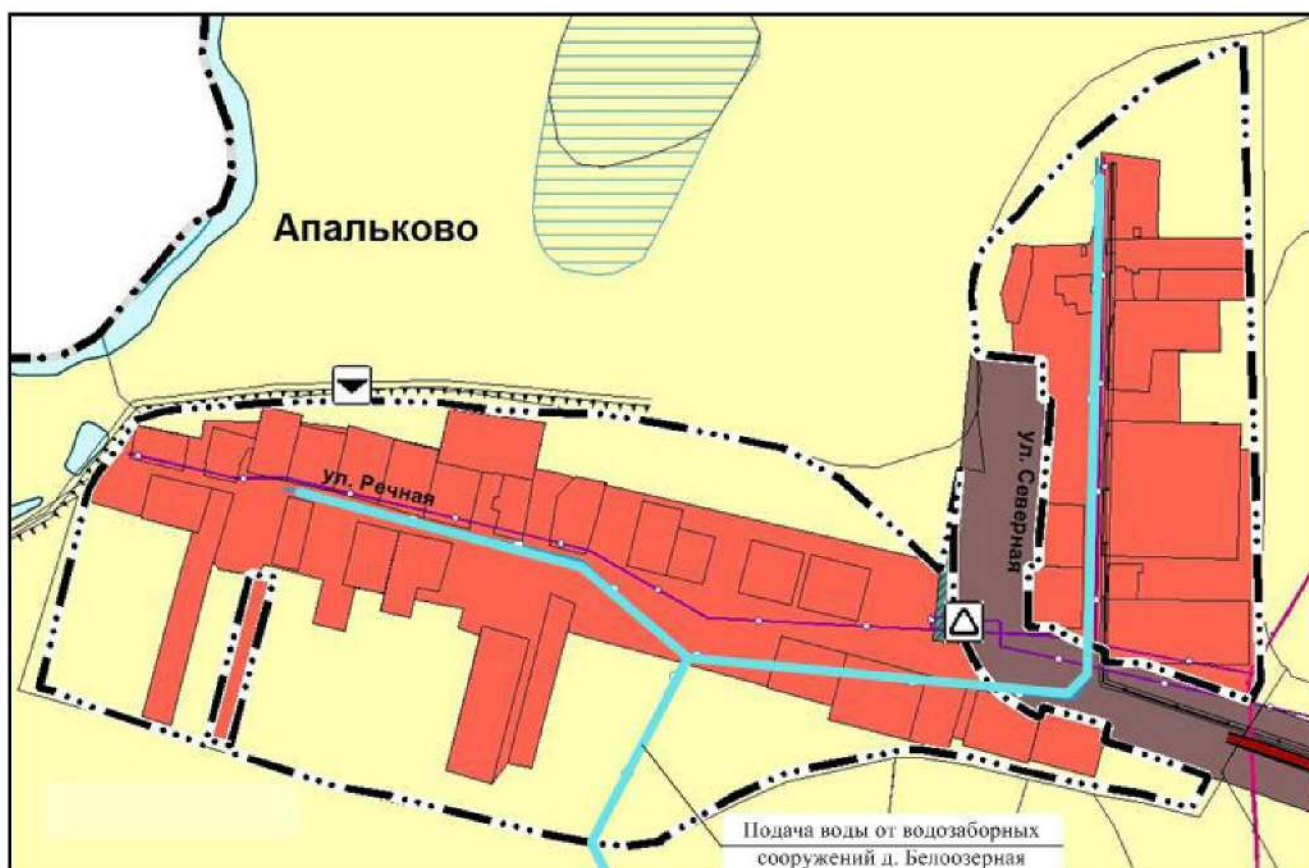 Апальково
ул. Речная
ул. Северная
Подача воды от водозаборных
сооружений д. Белоозерная